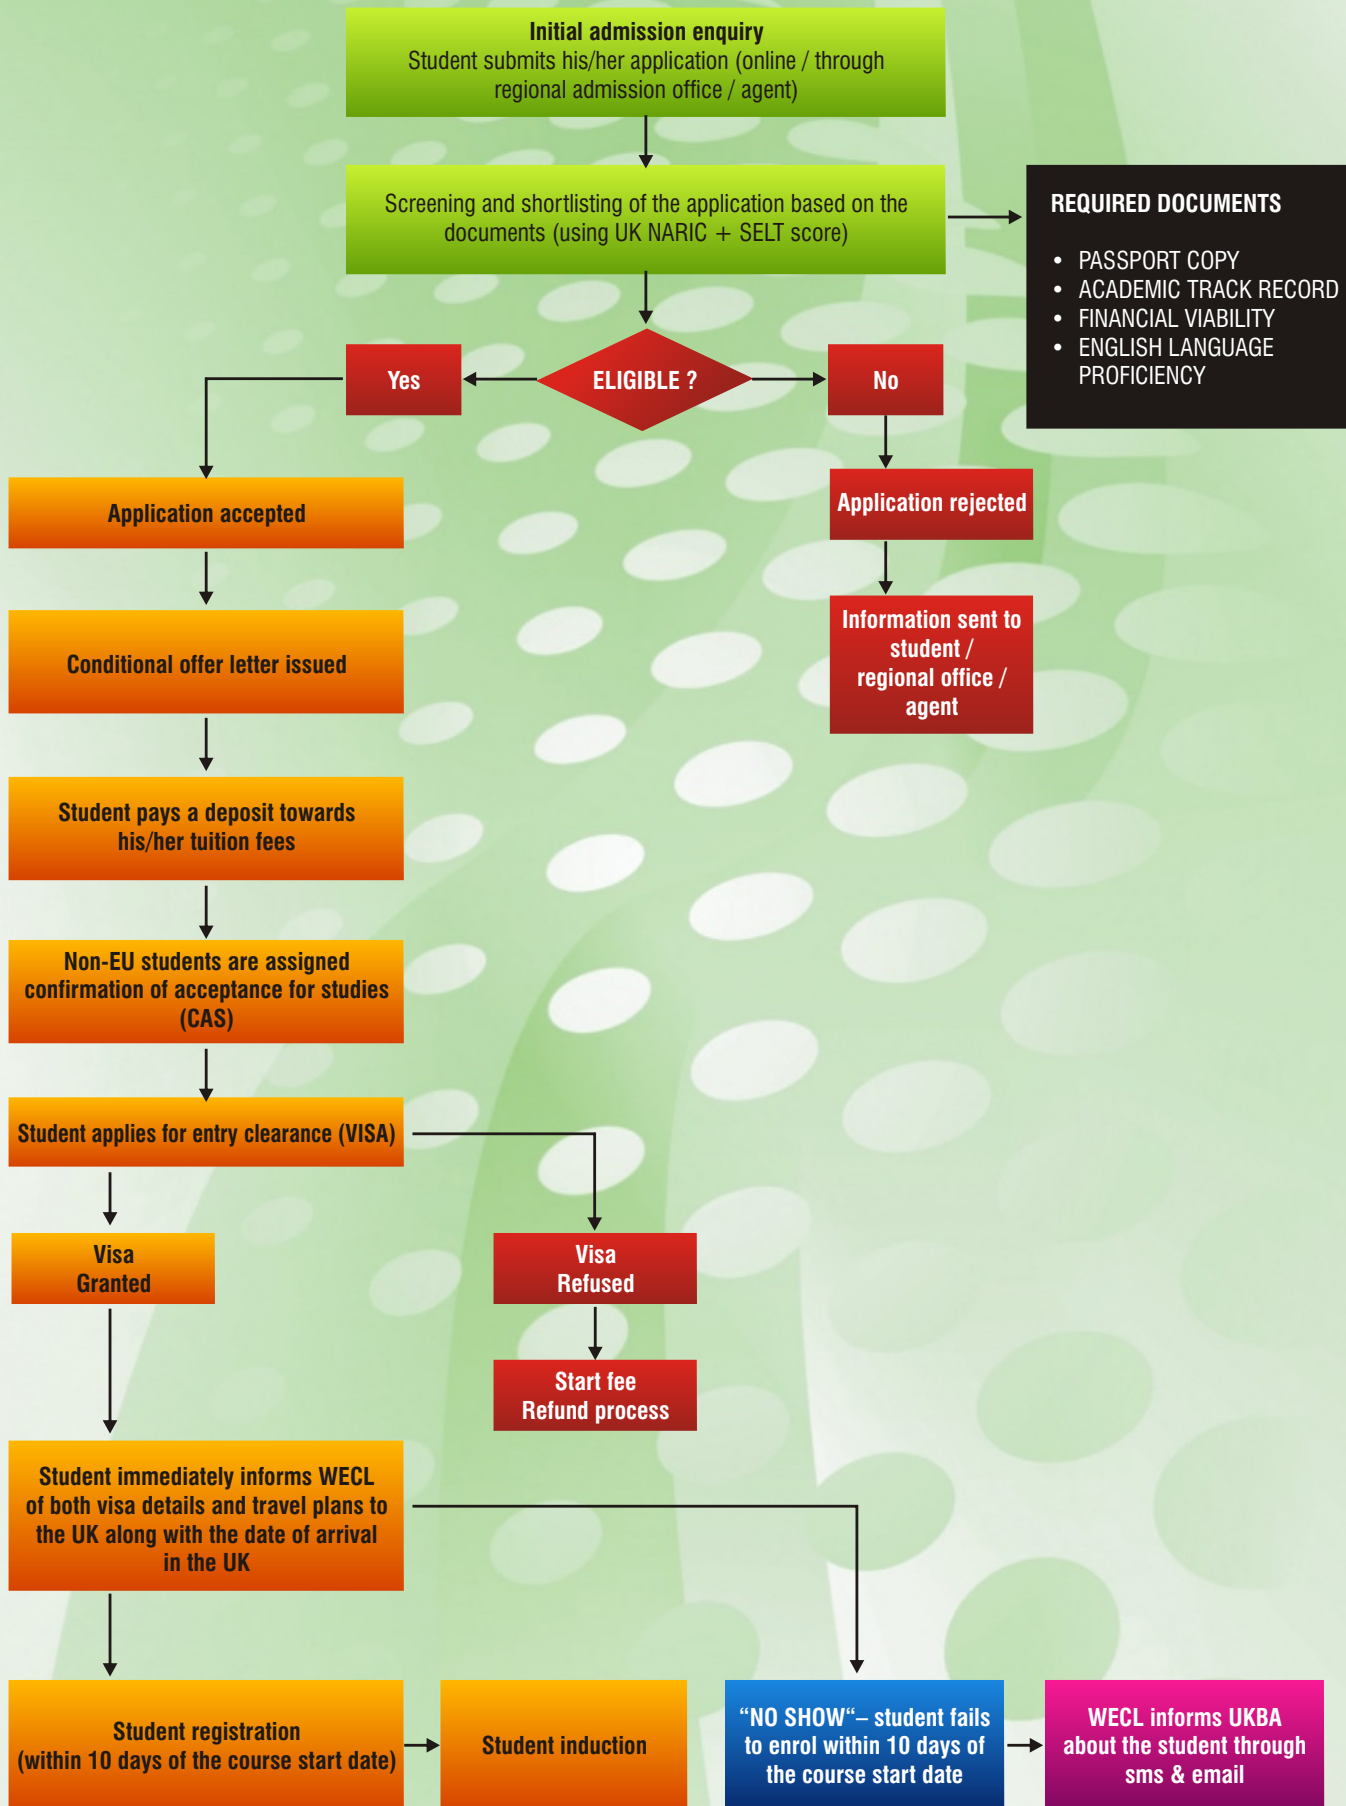 Initial admission enquiry
Student submits his/her application (online / through
regional admission office / agent)
Screening and shortlisting of the application based on the
documents (using UK NARIC + SELT score)
REQUIRED DOCUMENTS
• PASSPORT COPY
• ACADEMIC TRACK RECORD
• FINANCIAL VIABILITY
• ENGLISH LANGUAGE
PROFICIENCY
Yes
ELIGIBLE ?
No
Application accepted
Application rejected
Conditional offer letter issued
Information sent to
student /
regional office /
agent
Student pays a deposit towards
his/her tuition fees
Non-EU students are assigned
confirmation of acceptance for studies
(CAS)
Student applies for entry clearance (VISA)
Visa
Granted
Visa
Refused
Start fee
Refund process
Student immediately informs WECL
of both visa details and travel plans to
the UK along with the date of arrival
in the UK
Student registration
(within 10 days of the course start date)
Student induction
“NO SHOW“– student fails
to enrol within 10 days of
the course start date
WECL informs UKBA
about the student through
sms & email